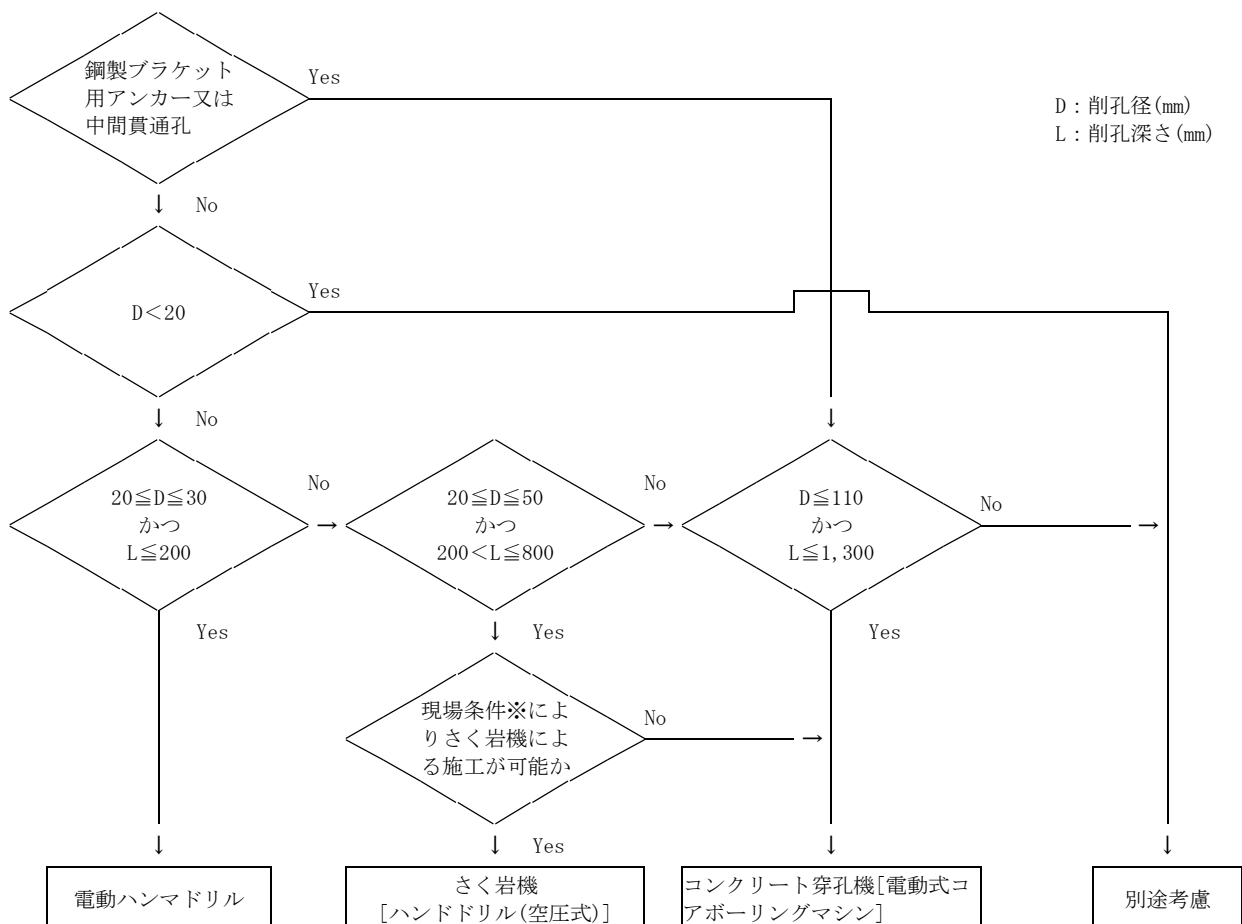 鋼製ブラケット
用アンカー又は
中間貫通孔
Yes
D：削孔径(mm)
L：削孔深さ(mm)
↓ No
D＜20
Yes
↓ No
20≦D≦30
かつ
L≦200
No
→
20≦D≦50
かつ
200＜L≦800
No
→
↓
D≦110
かつ
L≦1,300
No
→
Yes
↓ Yes
Yes
現場条件※によ
りさく岩機によ
る施工が可能か
No
→
↓
↓ Yes
↓
↓
電動ハンマドリル
さく岩機
[ハンドドリル(空圧式)]
コンクリート穿孔機[電動式コ
アボーリングマシン]
別途考慮